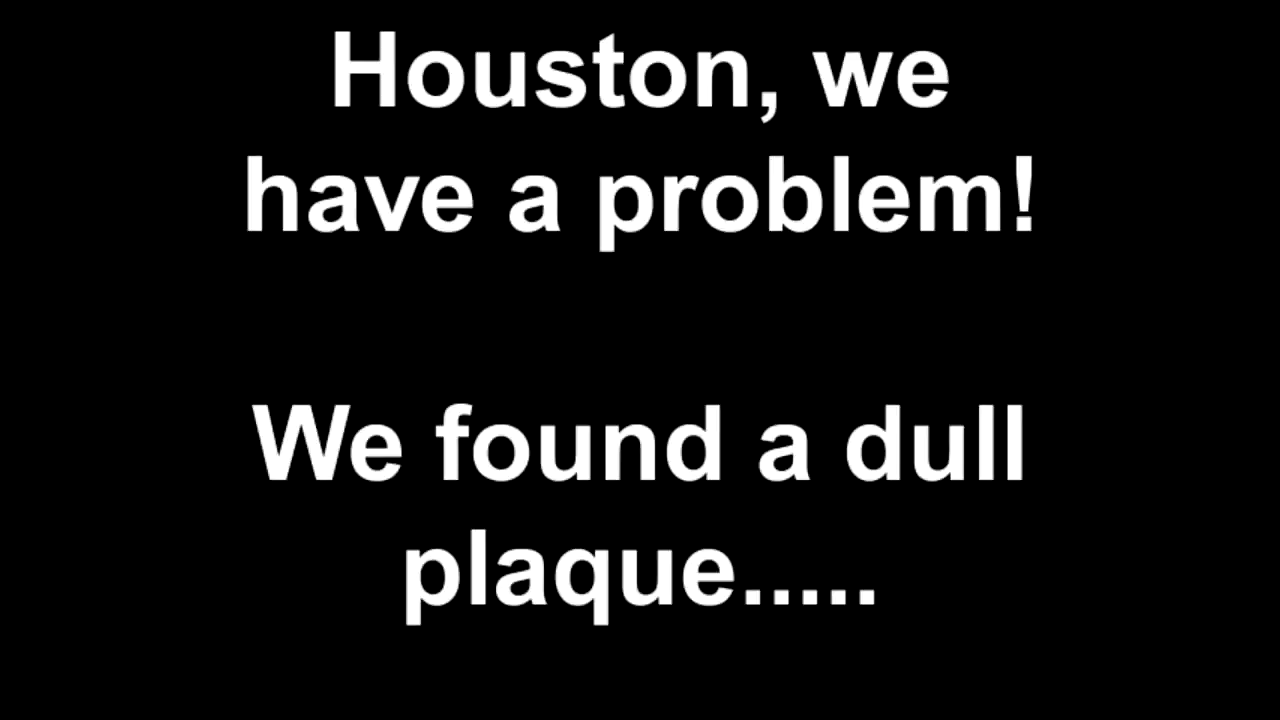 Houston, we
have a problem!
We found a dull
plaque.....